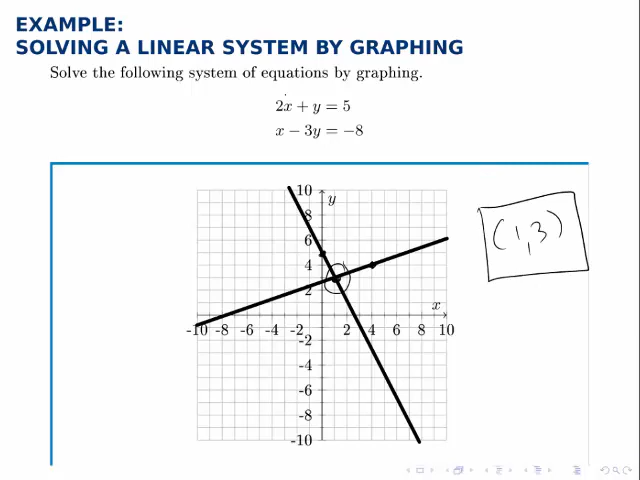 EXAMPLE:
SOLVING A LINEAR SYSTEM BY GRAPHING
Solve the following system of equations by graphing.
2x + y = 5
x − 3y = −8
10
y
8
6
4
2
(1,3)
x
-10 -8 -6 -4 -2 2 4 6 8 10
-2
-4
-6
-8
-10